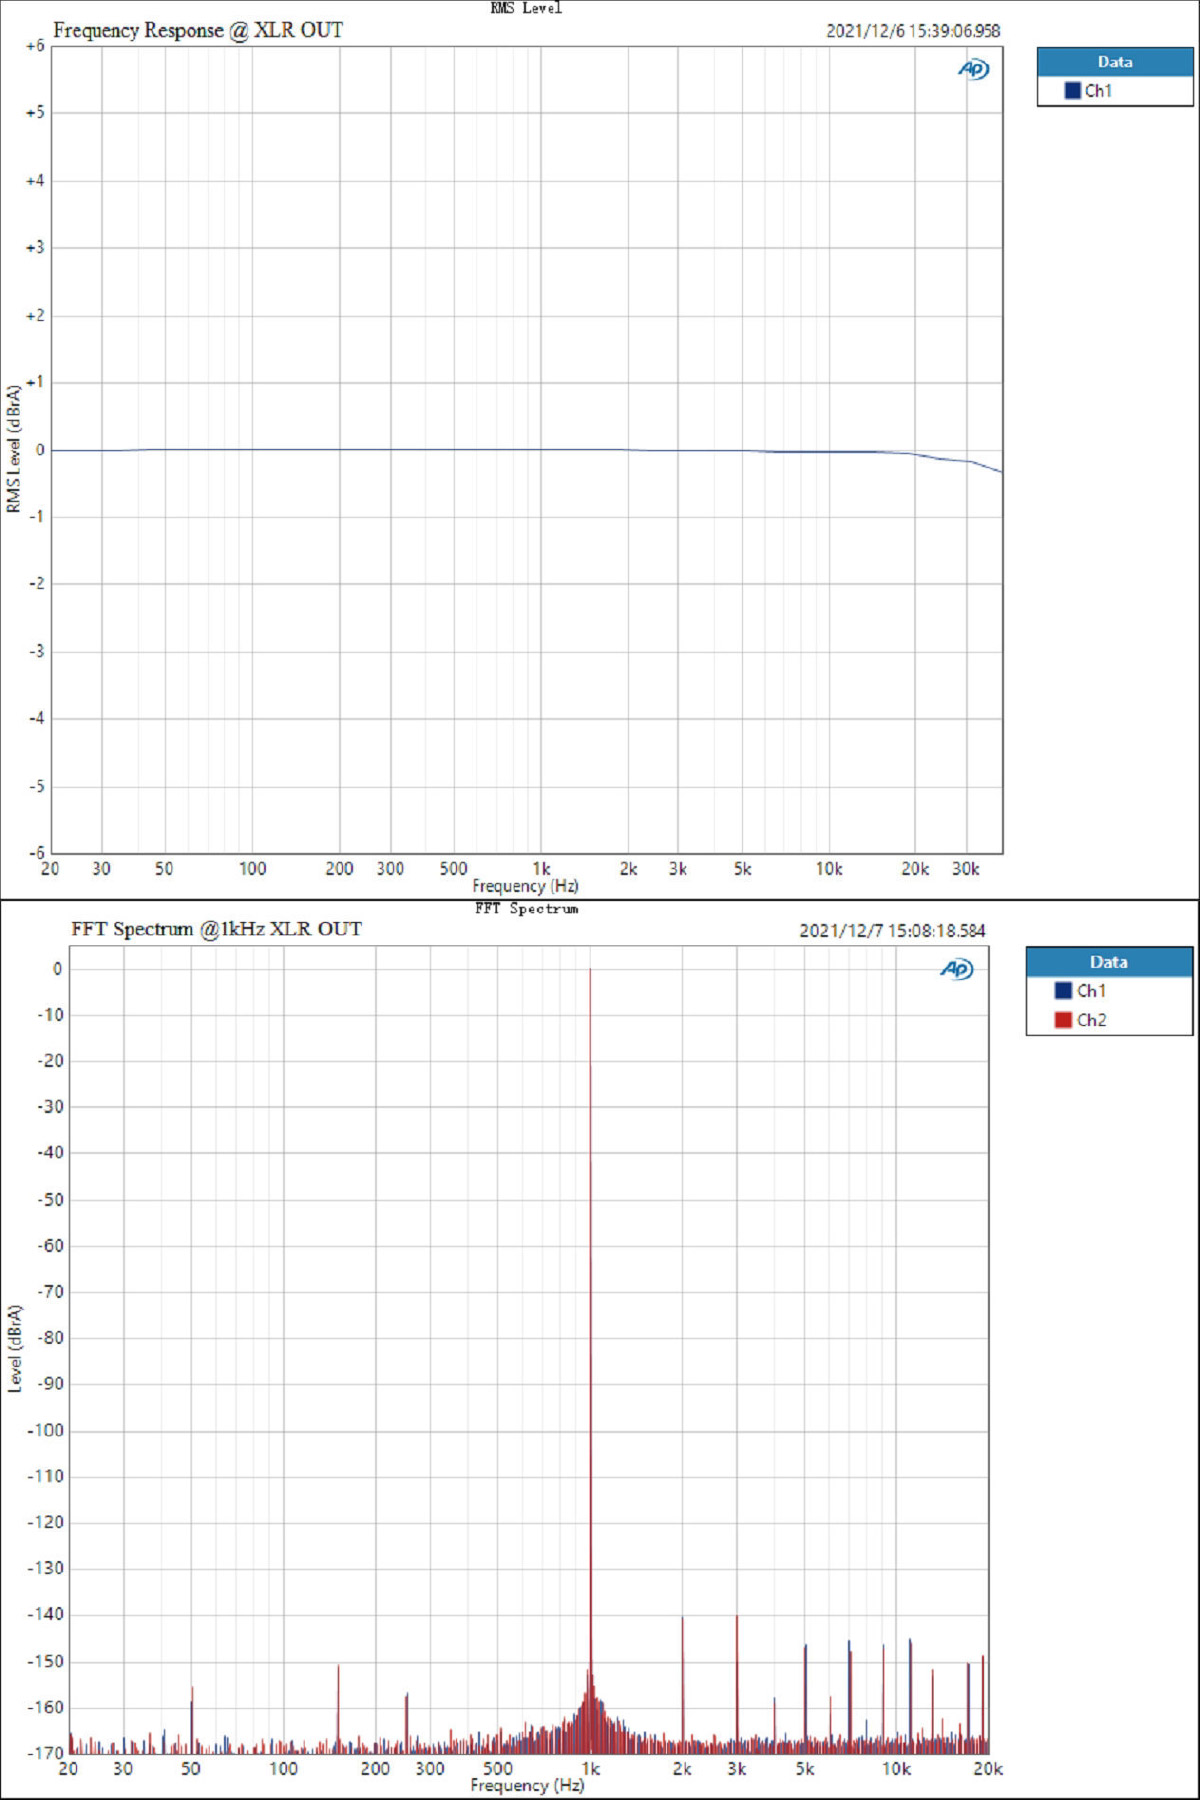 RMS Level
Frequency Response @ XLR OUT
2021/12/6 15:39:06.958
AP
Data
Ch1
+6
+5
+4
+3
+2
+1
0
-1
-2
-3
-4
-5
-6
RMS Level (dBrA)
20 30 50 100 200 300 500 1k 2k 3k 5k 10k 20k 30k
Frequency (Hz)
FFT Spectrum
FFT Spectrum @1kHz XLR OUT
2021/12/7 15:08:18.584
AP
Data
Ch1
Ch2
0
-10
-20
-30
-40
-50
-60
-70
-80
-90
-100
-110
-120
-130
-140
-150
-160
-170
Level (dBrA)
20 30 50 100 200 300 500 1k 2k 3k 5k 10k 20k
Frequency (Hz)